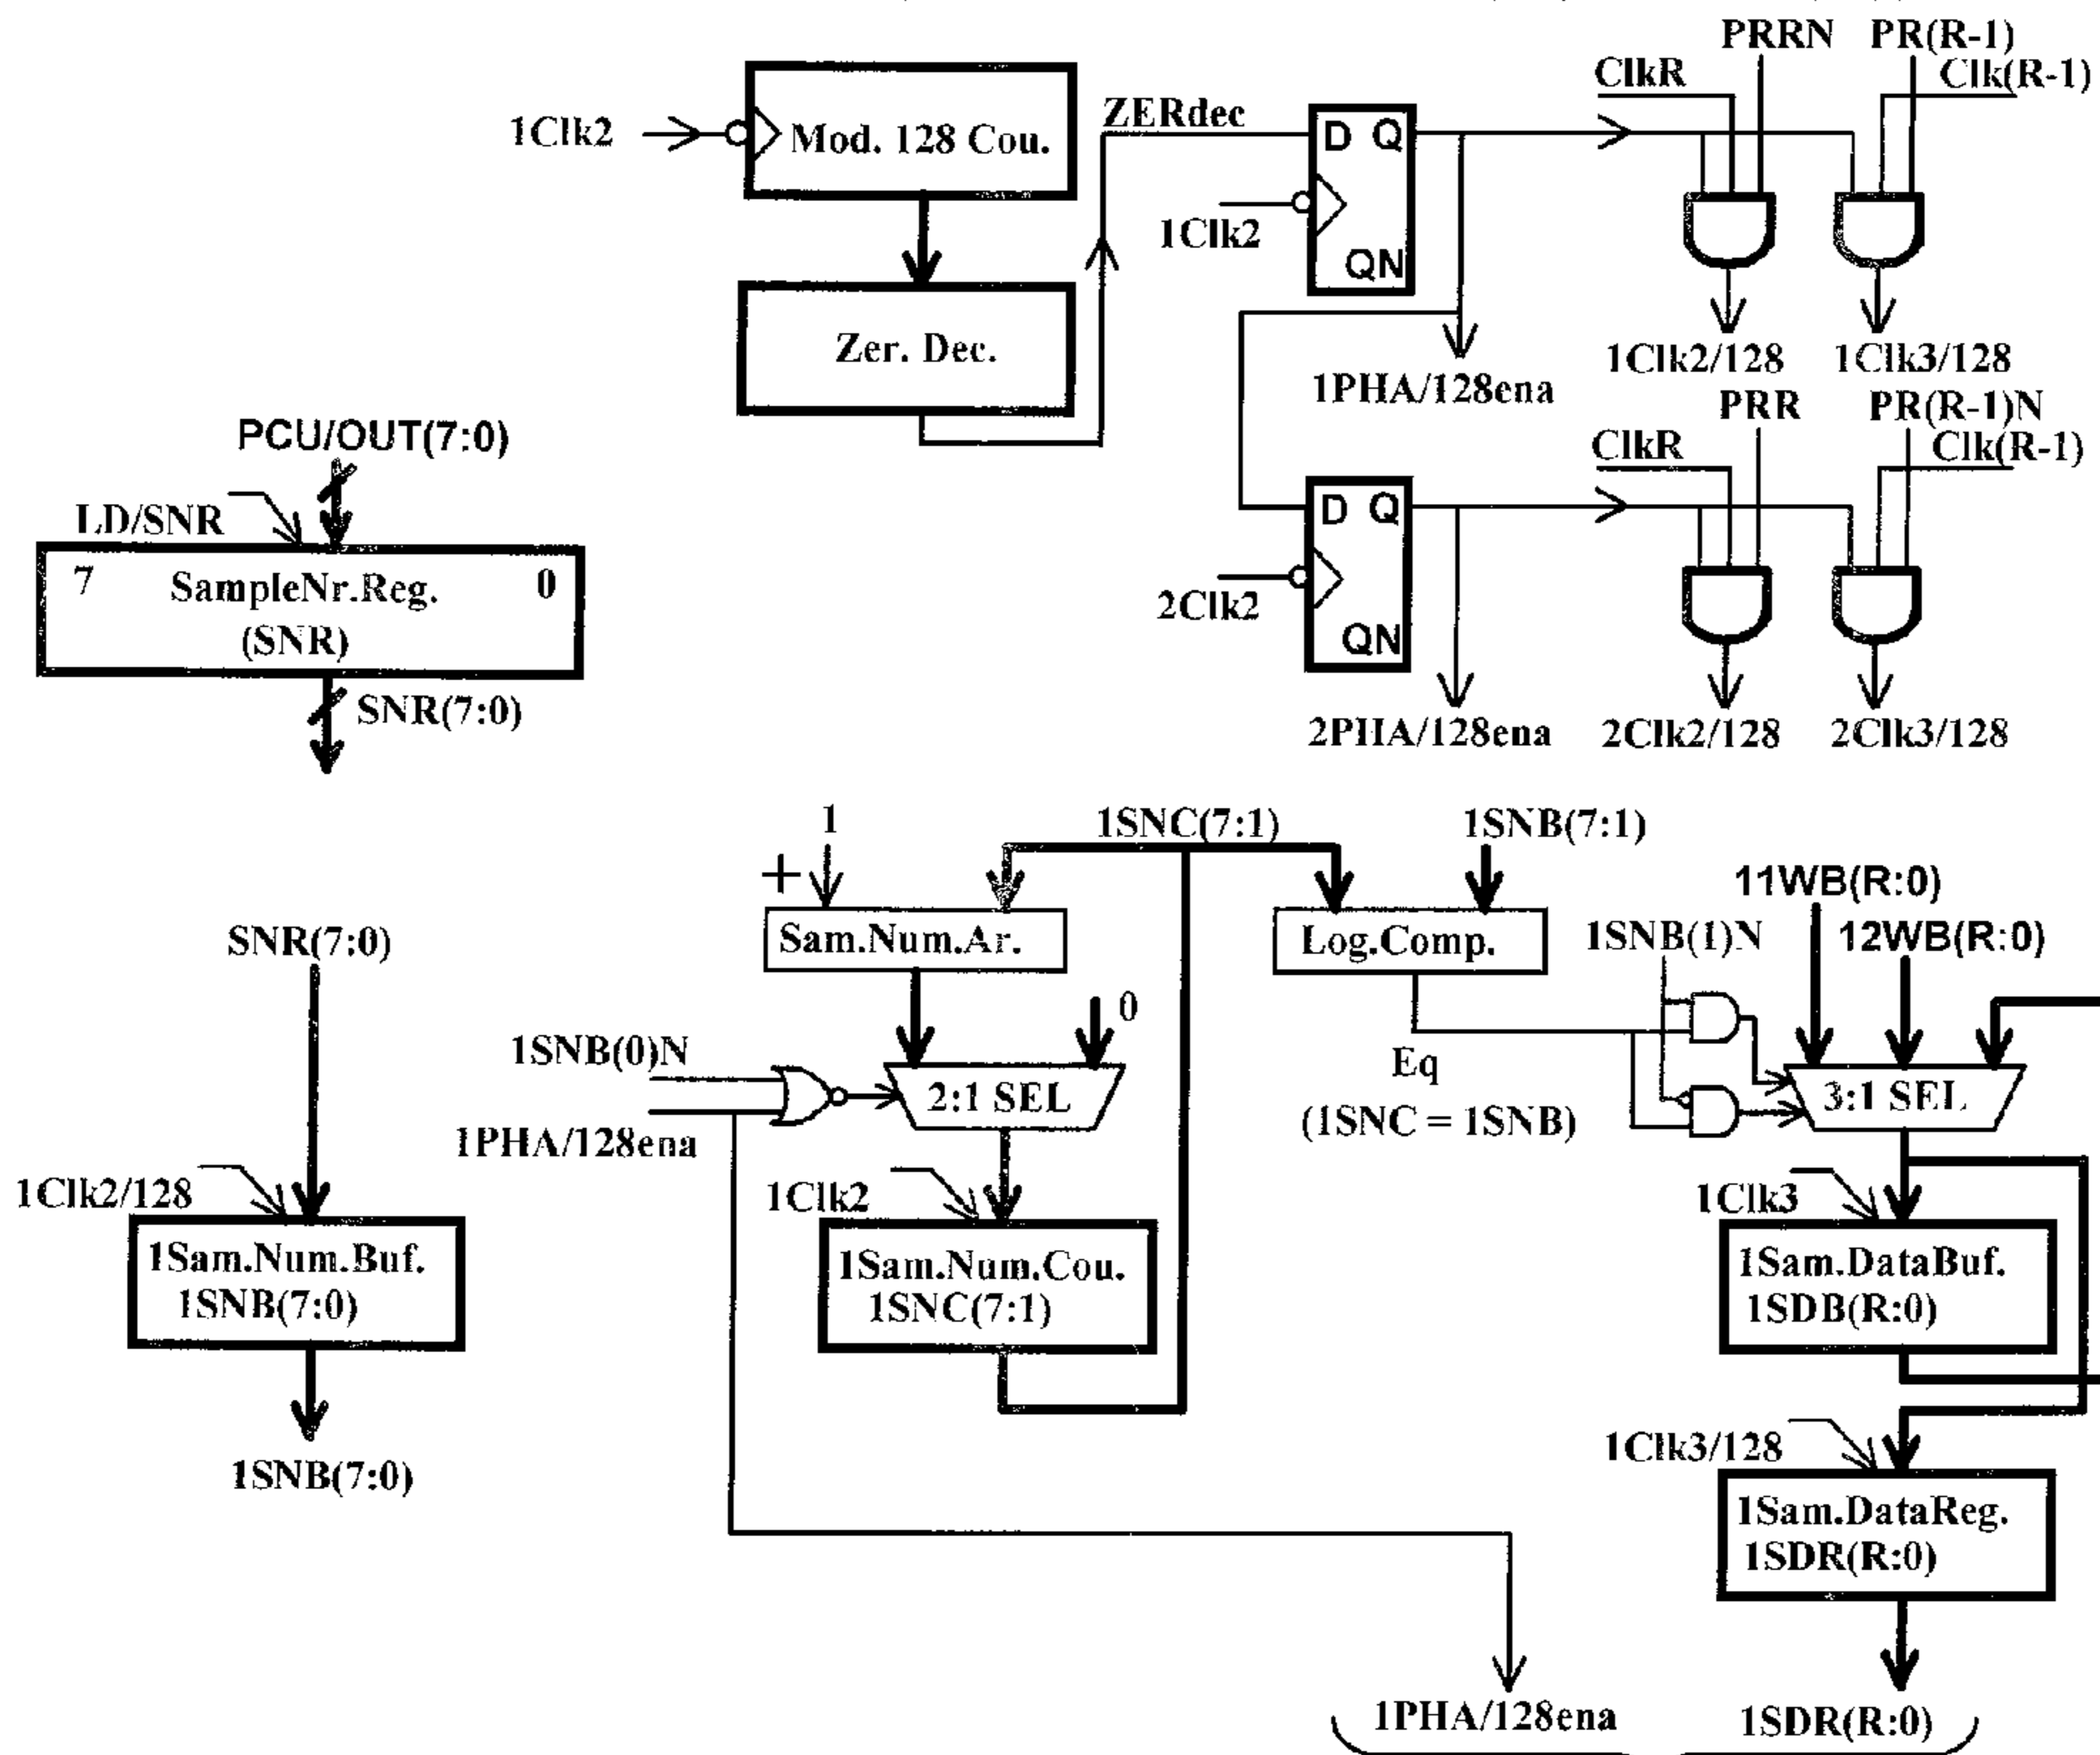 PRRN PR(R-1)
ClkR Clk(R-1)
1Clk2
Mod. 128 Cou.
ZERdec
D Q
1Clk2
QN
Zer. Dec.
1PHA/128ena
1Clk2/128 1Clk3/128
PRR PR(R-1)N
ClkR Clk(R-1)
D Q
2Clk2
QN
2PHA/128ena
2Clk2/128 2Clk3/128
PCU/OUT(7:0)
LD/SNR
7 SampleNr.Reg. 0
(SNR)
SNR(7:0)
SNR(7:0)
1Clk2/128
1Sam.Num.Buf.
1SNB(7:0)
1SNB(7:0)
1
+
1SNC(7:1)
1SNB(7:1)
Sam.Num.Ar.
Log.Comp.
0
1SNB(0)N
2:1 SEL
1PHA/128ena
Eq
(1SNC = 1SNB)
1Clk2
1Sam.Num.Cou.
1SNC(7:1)
11WB(R:0)
1SNB(1)N 12WB(R:0)
3:1 SEL
1Clk3
1Sam.DataBuf.
1SDB(R:0)
1Clk3/128
1Sam.DataReg.
1SDR(R:0)
1PHA/128ena 1SDR(R:0)